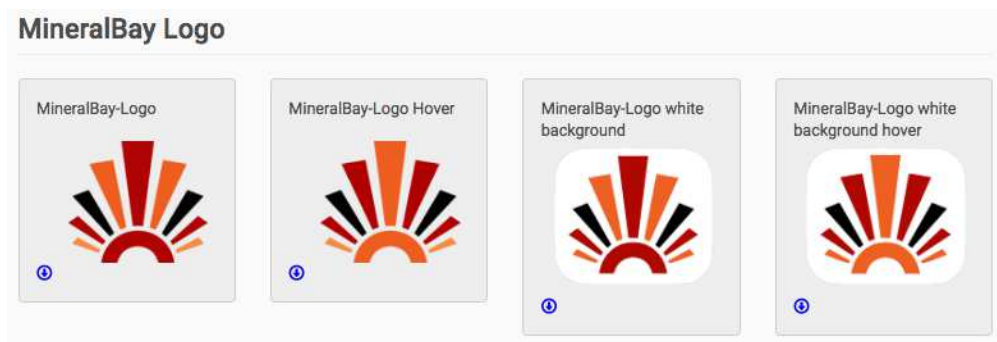 MineralBay Logo
MineralBay-Logo
MineralBay-Logo Hover
MineralBay-Logo white
background
MineralBay-Logo white
background hover